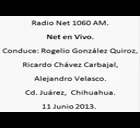 Radio Net 1060 AM.
Net en Vivo.
Conduce: Rogelio González Quiroz,
Ricardo Chávez Carbajal,
Alejandro Velasco.
Cd. Juárez,  Chihuahua.
11 Junio 2013.